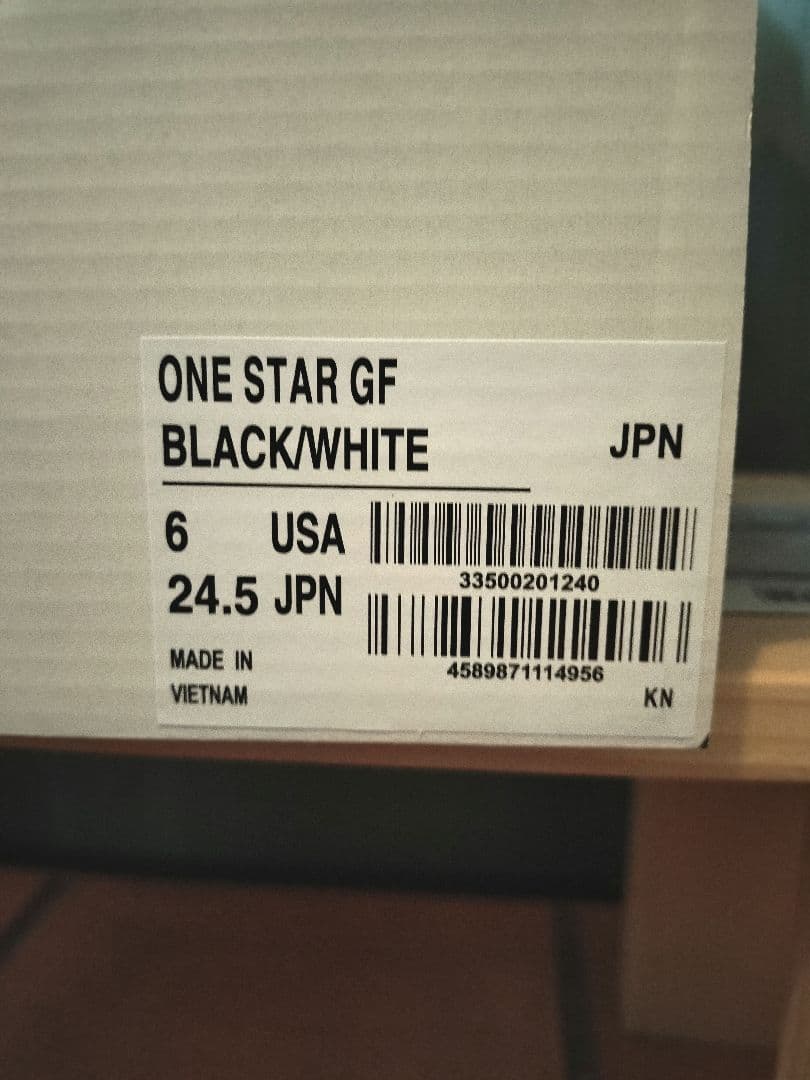 ONE STAR GF
BLACK/WHITE
JPN
6 USA
33500201240
24.5 JPN
4589871114956
MADE IN
VIETNAM
KN